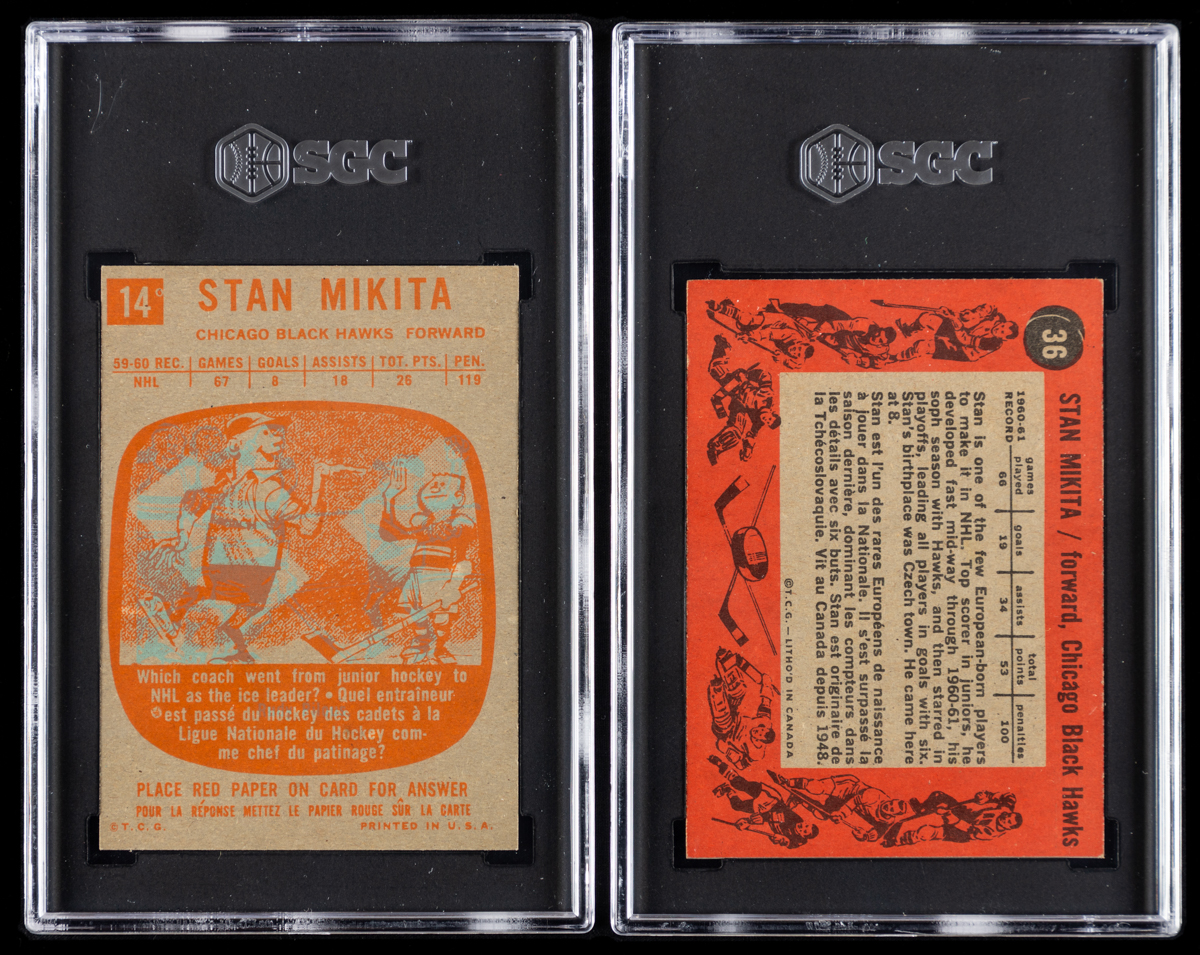 SGC
14
STAN MIKITA
CHICAGO BLACK HAWKS FORWARD
59-60 REC. GAMES GOALS ASSISTS TOT. PTS. PEN.
NHL 67 8 18 26 119
Which coach went from junior hockey to
NHL as the ice leader? • Quel entraîneur
est passé du hockey des cadets à la
Ligue Nationale du Hockey com-
me chef du patinage?
PLACE RED PAPER ON CARD FOR ANSWER
POUR LA RÉPONSE METTEZ LE PAPIER ROUGE SÛR LA CARTE
©T.C.G. PRINTED IN U.S.A.
SGC
36
STAN MIKITA / forward, Chicago Black Hawks
1960-61 RECORD games played goals assists total points penalties
66 19 34 53 100
Stan is one of the few European-born players
to make it in NHL. Top scorer in juniors, he
developed fast mid-way through 1960-61, his
soph season with Hawks, and then starred in
playoffs, leading all players in goals with six.
Stan's birthplace was Czech town. He came here
at 8.
Stan est l'un des rares Européens de naissance
à jouer dans la Nationale. Il s'est surpassé la
saison dernière, dominant les compteurs dans
les détails avec six buts. Stan est originaire de
la Tchécoslovaquie. Vit au Canada depuis 1948.
©T.C.G. — LITHO'D IN CANADA